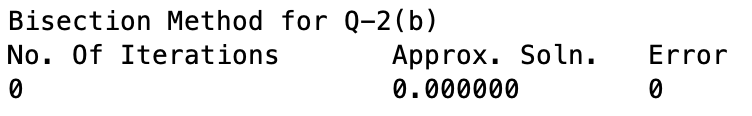 Bisection Method for Q-2(b)
No. Of Iterations Approx. Soln. Error
0 0.000000 0